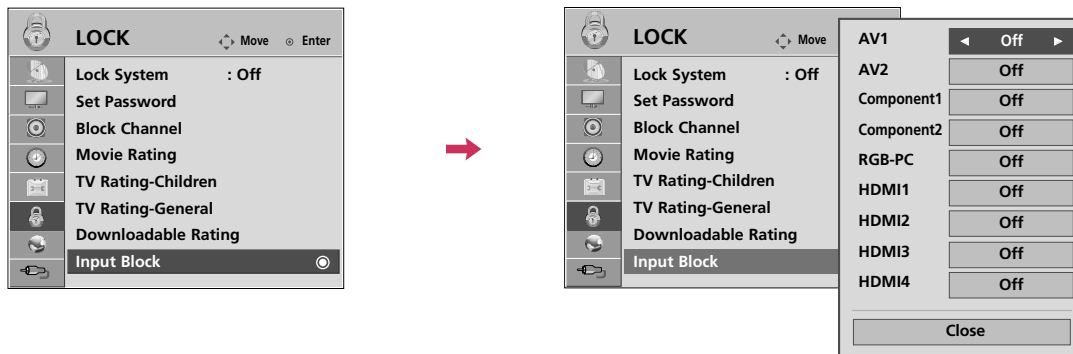 LOCK Move Enter
Lock System : Off
Set Password
Block Channel
Movie Rating
TV Rating-Children
TV Rating-General
Downloadable Rating
Input Block
LOCK Move
Lock System : Off
Set Password
Block Channel
Movie Rating
TV Rating-Children
TV Rating-General
Downloadable Rating
Input Block
AV1 ◄ Off ►
AV2 Off
Component1 Off
Component2 Off
RGB-PC Off
HDMI1 Off
HDMI2 Off
HDMI3 Off
HDMI4 Off
Close